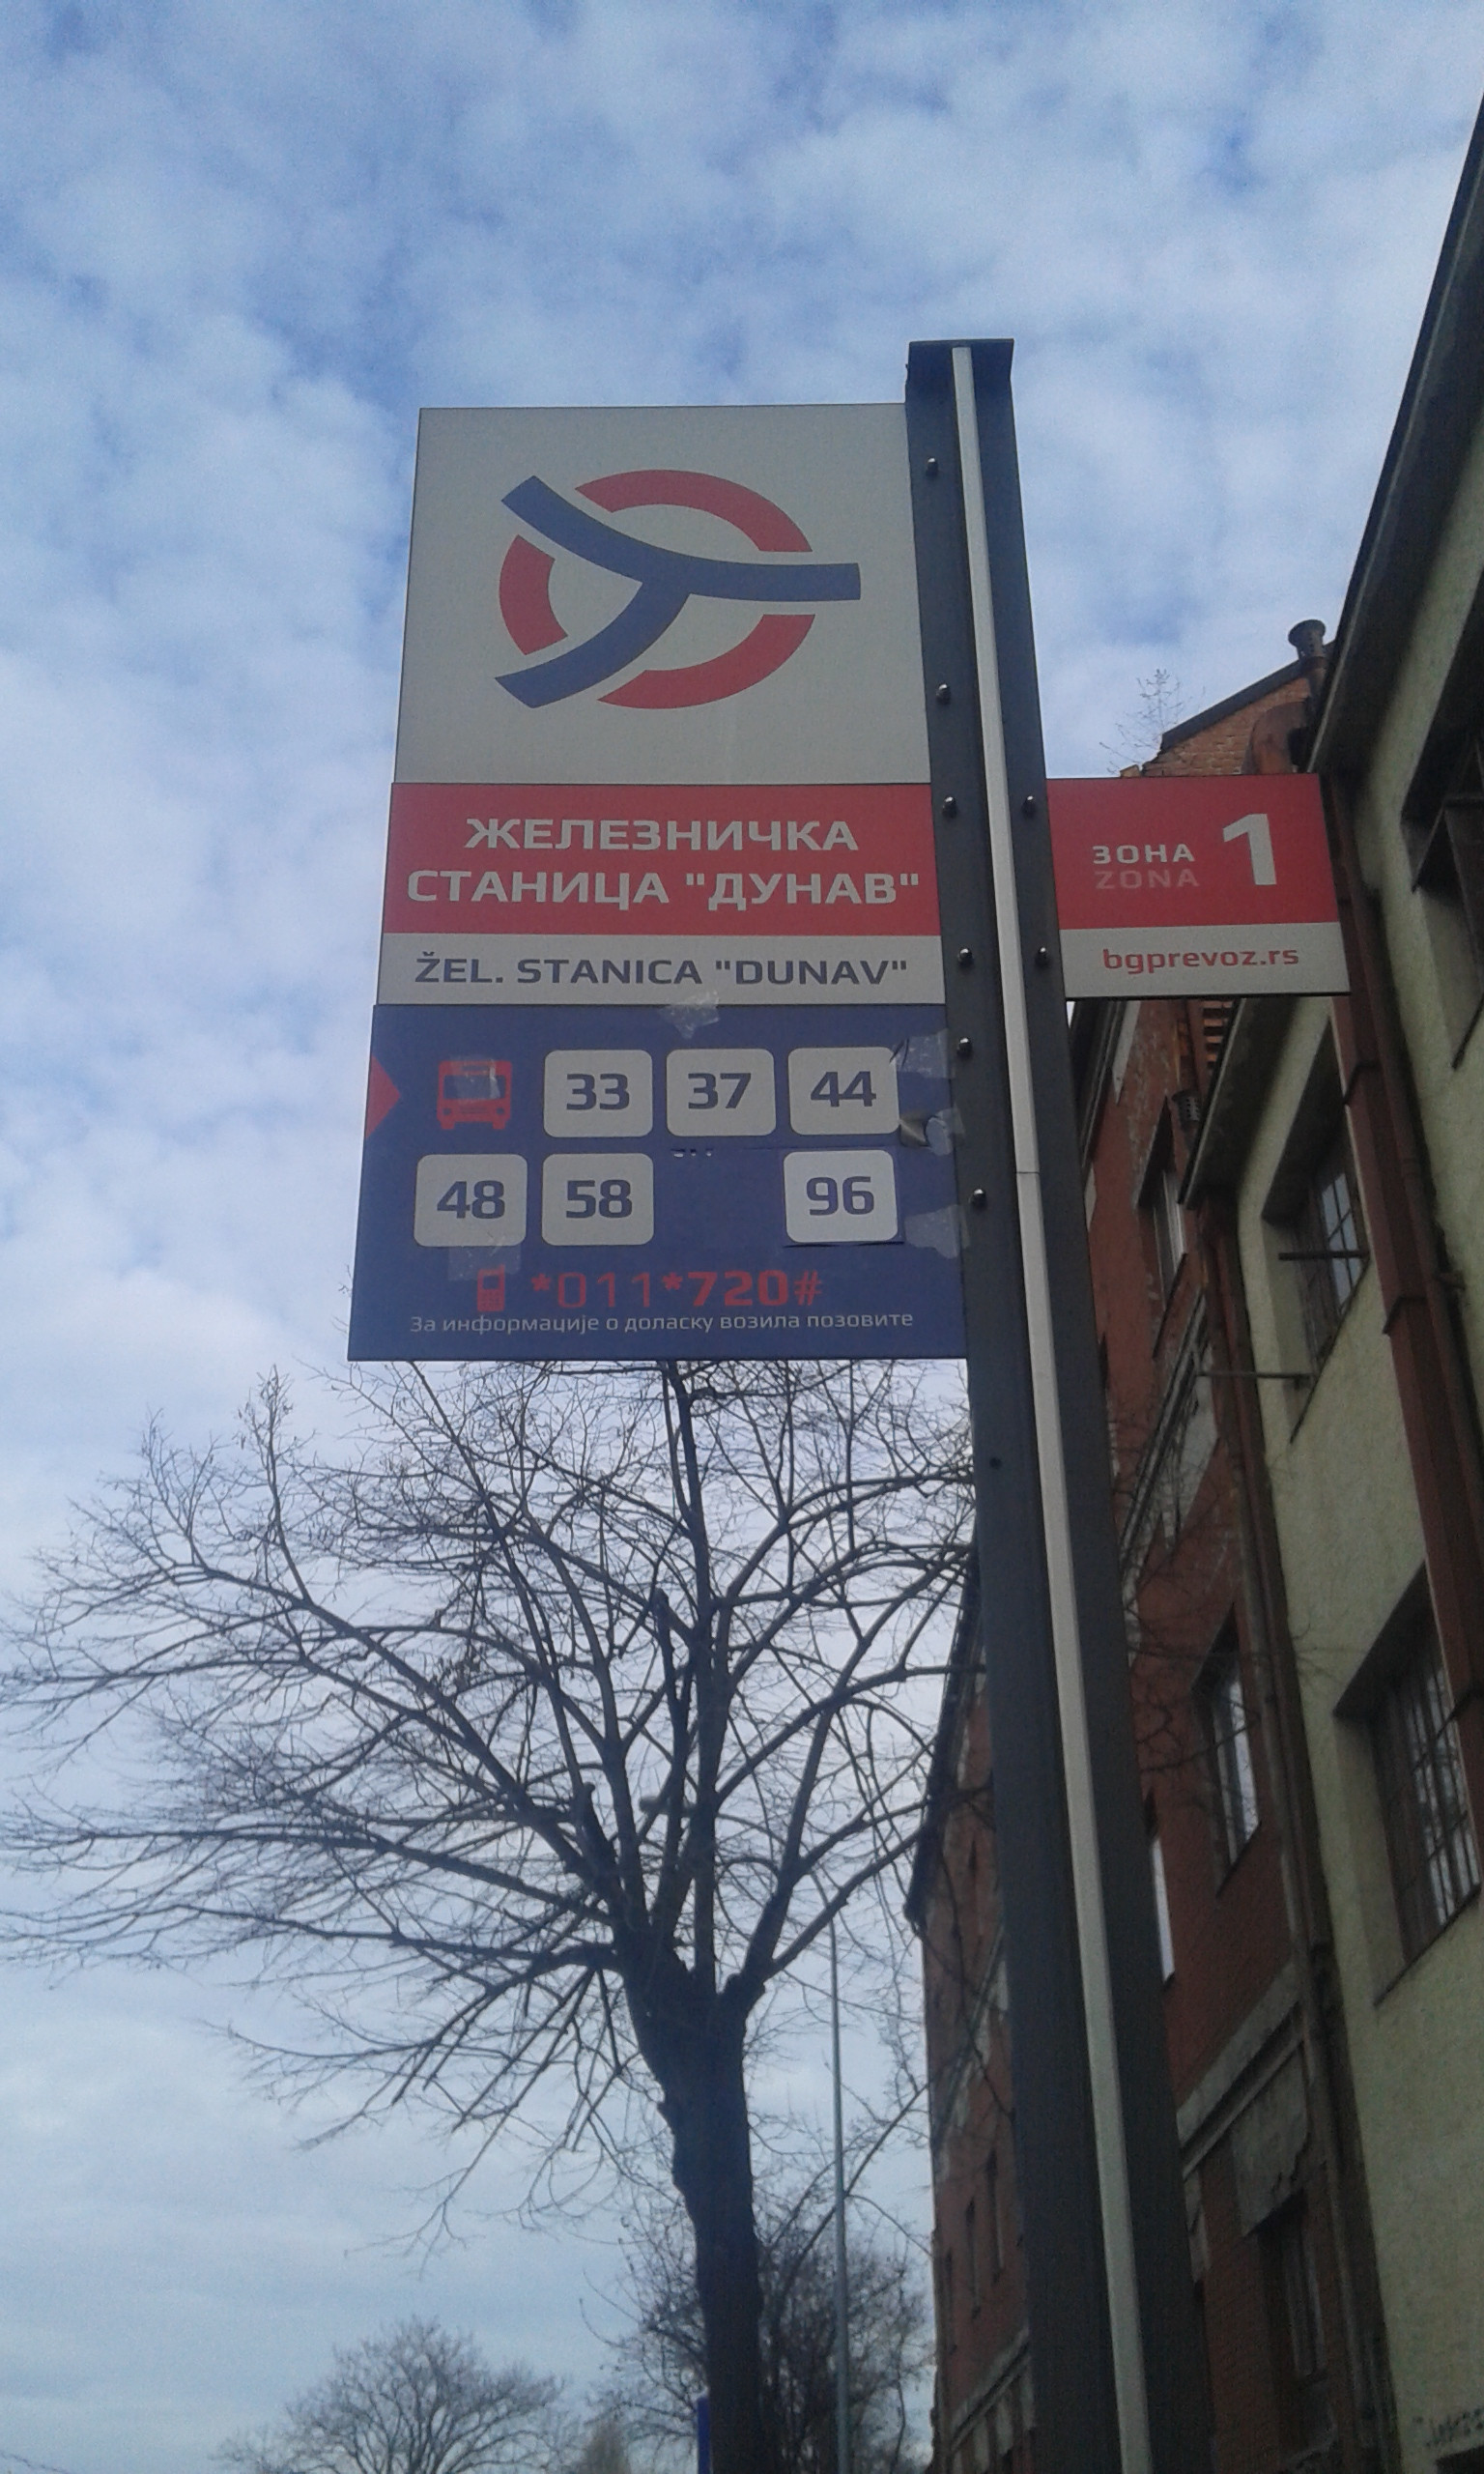 ЖЕЛЕЗНИЧКА
СТАНИЦА "ДУНАВ"
ŽEL. STANICA "DUNAV"
ЗОНА 1
ZONA
bgprevoz.rs
33 37 44
48 58 96
*011*720#
За информације о доласку возила позовите